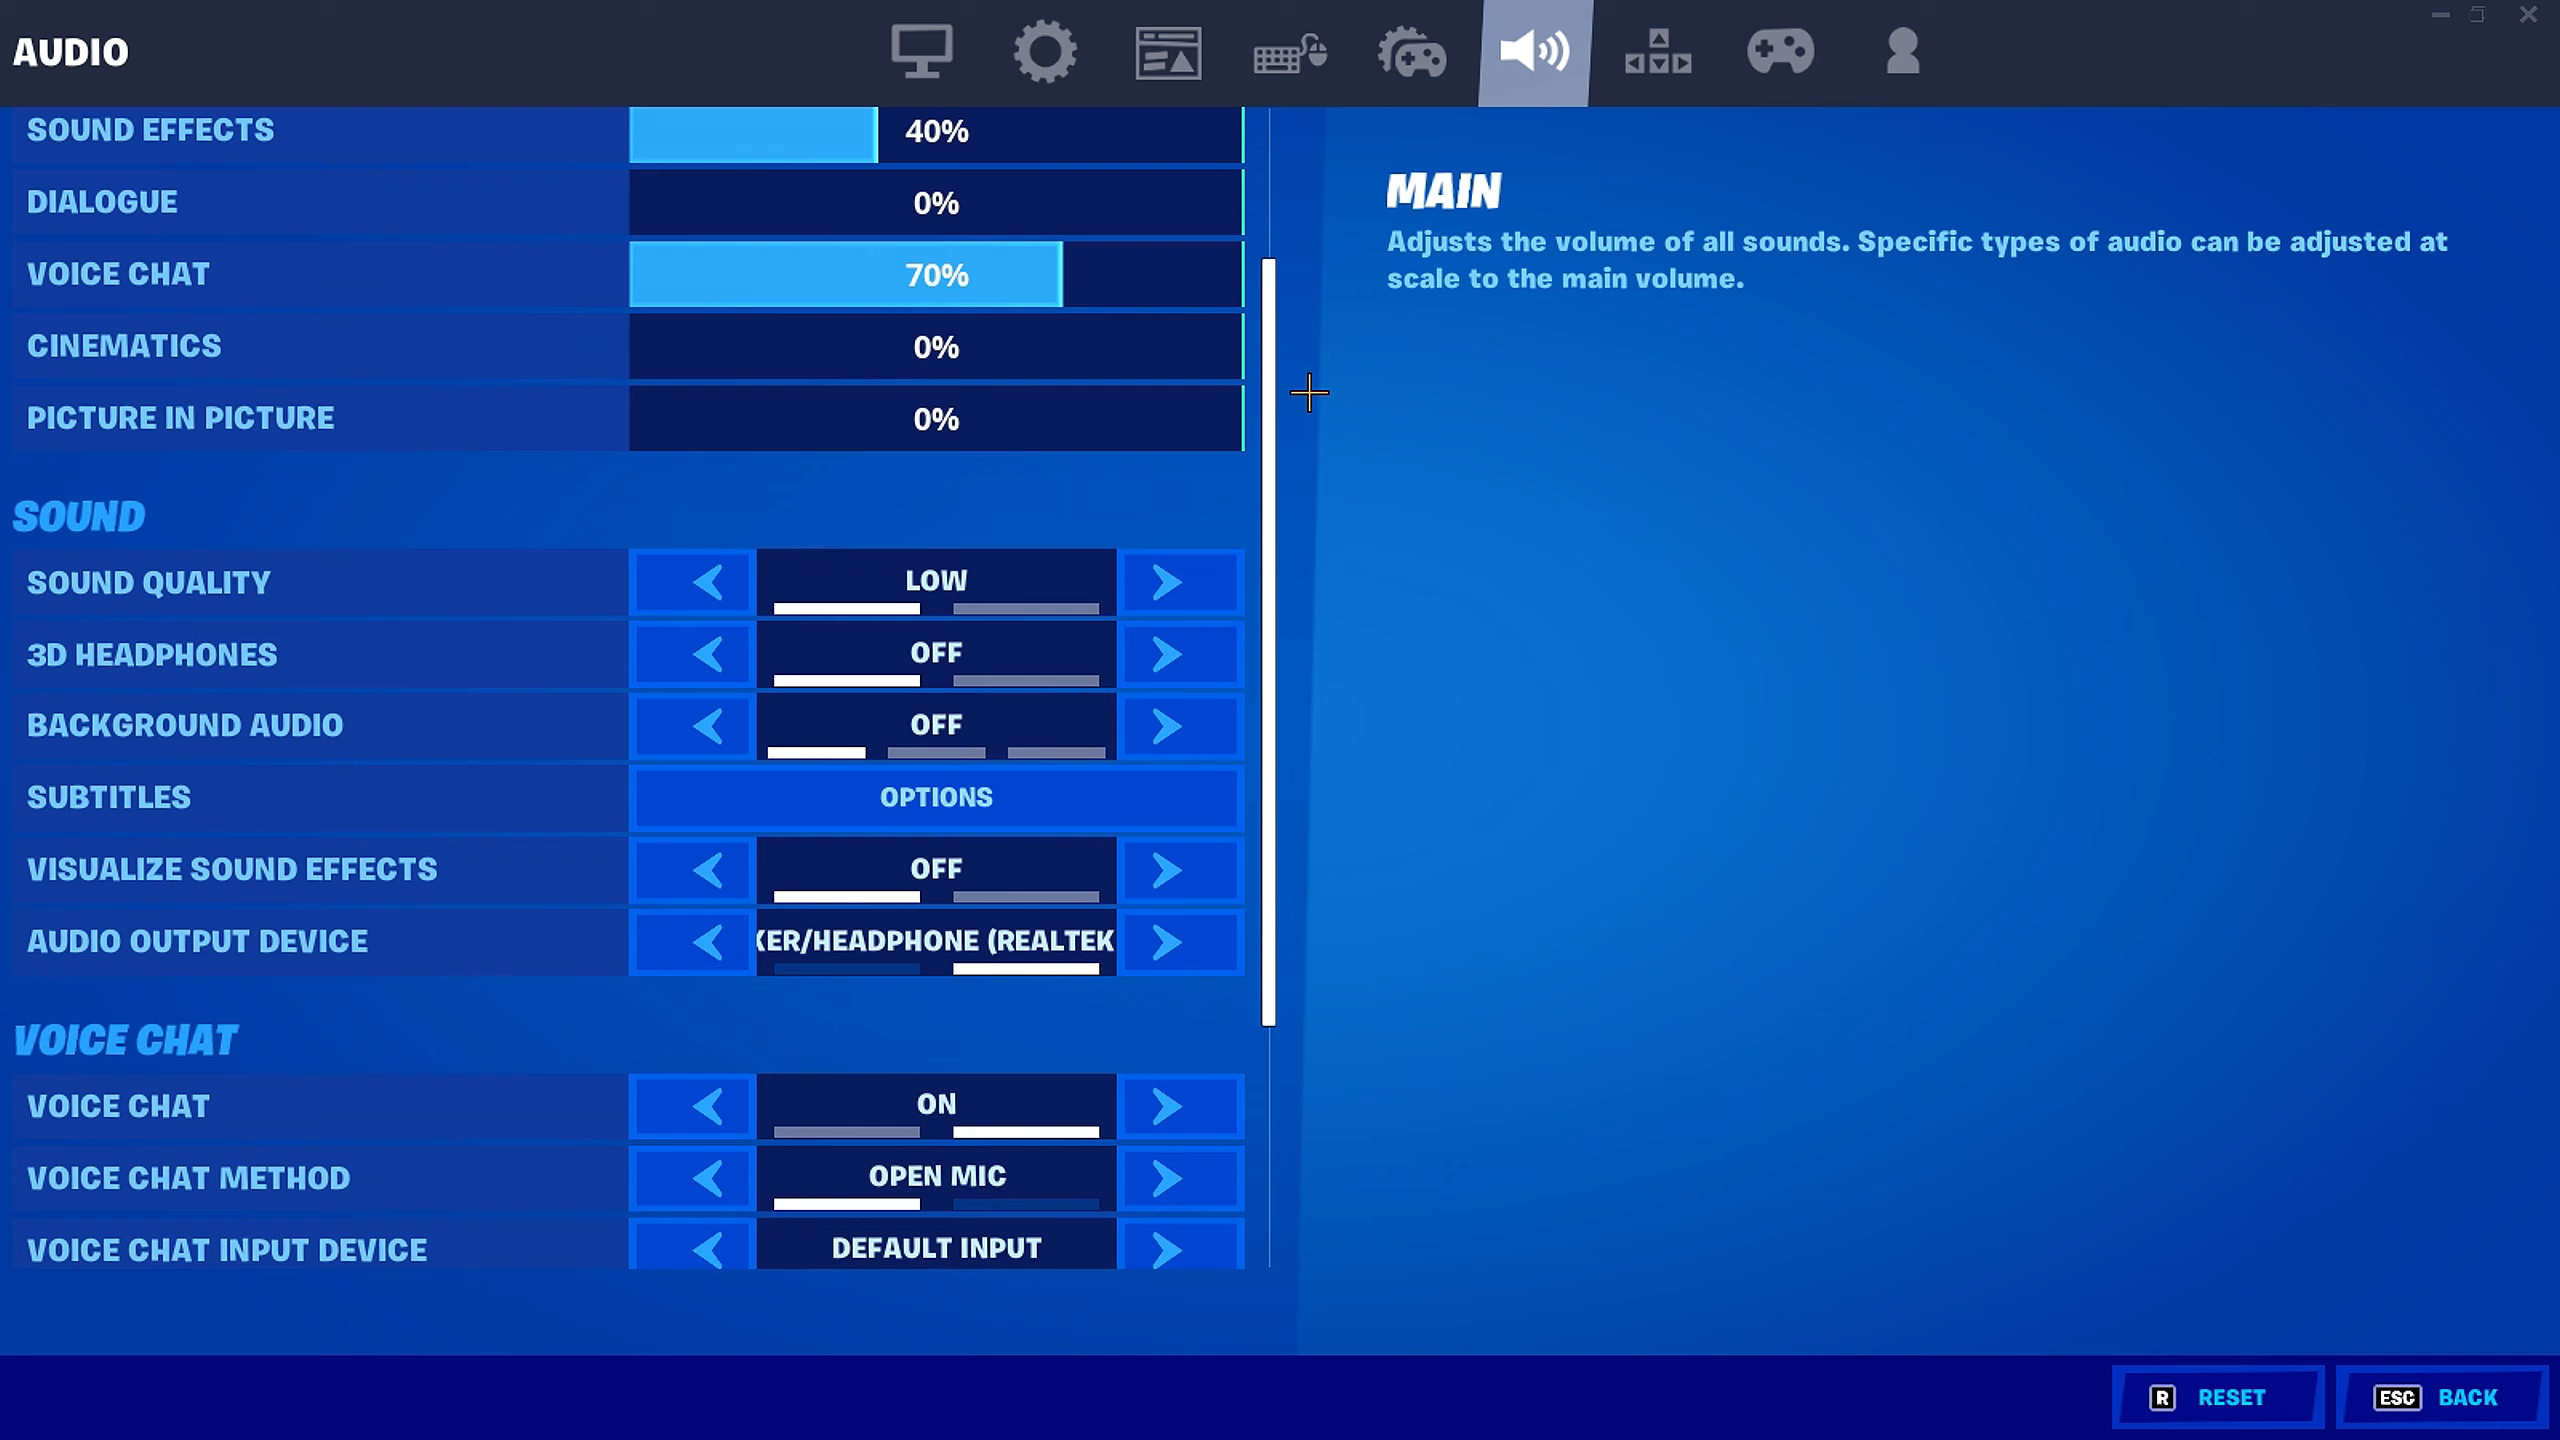 AUDIO
SOUND EFFECTS 40%
DIALOGUE 0%
VOICE CHAT 70%
CINEMATICS 0%
PICTURE IN PICTURE 0%
SOUND
SOUND QUALITY LOW
3D HEADPHONES OFF
BACKGROUND AUDIO OFF
SUBTITLES OPTIONS
VISUALIZE SOUND EFFECTS OFF
AUDIO OUTPUT DEVICE KER/HEADPHONE (REALTEK
VOICE CHAT
VOICE CHAT ON
VOICE CHAT METHOD OPEN MIC
VOICE CHAT INPUT DEVICE DEFAULT INPUT
MAIN
Adjusts the volume of all sounds. Specific types of audio can be adjusted at
scale to the main volume.
R RESET
ESC BACK